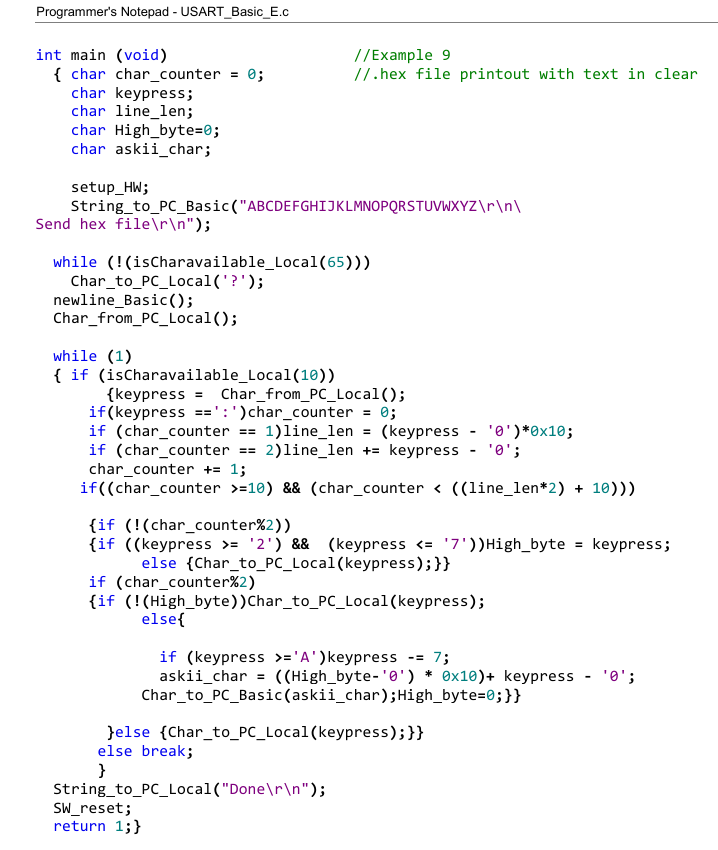 Programmer's Notepad - USART_Basic_E.c
int main (void) //Example 9
{ char char_counter = 0; //.hex file printout with text in clear
char keypress;
char line_len;
char High_byte=0;
char askii_char;
setup_HW;
String_to_PC_Basic("ABCDEFGHIJKLMNOPQRSTUVWXYZ\r\n\
Send hex file\r\n");
while (!(isCharavailable_Local(65)))
Char_to_PC_Local('?');
newline_Basic();
Char_from_PC_Local();
while (1)
{ if (isCharavailable_Local(10))
{keypress =  Char_from_PC_Local();
if(keypress ==':')char_counter = 0;
if (char_counter == 1)line_len = (keypress - '0')*0x10;
if (char_counter == 2)line_len += keypress - '0';
char_counter += 1;
if((char_counter >=10) && (char_counter < ((line_len*2) + 10)))
{if (!(char_counter%2))
{if ((keypress >= '2') &&  (keypress <= '7'))High_byte = keypress;
else {Char_to_PC_Local(keypress);}}
if (char_counter%2)
{if (!(High_byte))Char_to_PC_Local(keypress);
else{
if (keypress >='A')keypress -= 7;
askii_char = ((High_byte-'0') * 0x10)+ keypress - '0';
Char_to_PC_Basic(askii_char);High_byte=0;}}
}else {Char_to_PC_Local(keypress);}}
else break;
}
String_to_PC_Local("Done\r\n");
SW_reset;
return 1;}